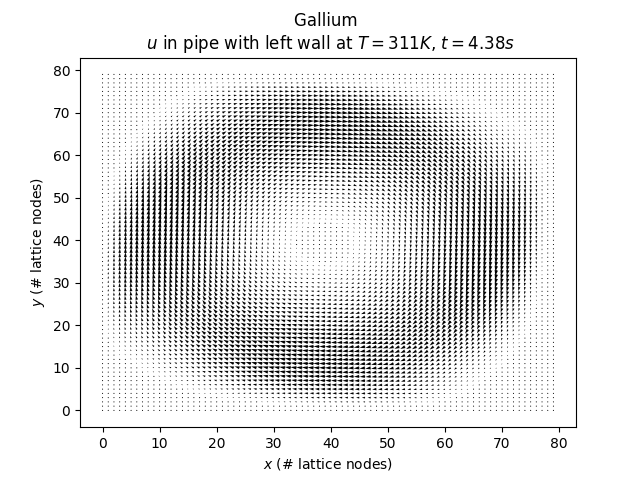 Gallium
u in pipe with left wall at T = 311K, t = 4.38s
80
70
60
50
40
30
20
10
0
y (# lattice nodes)
0 10 20 30 40 50 60 70 80
x (# lattice nodes)